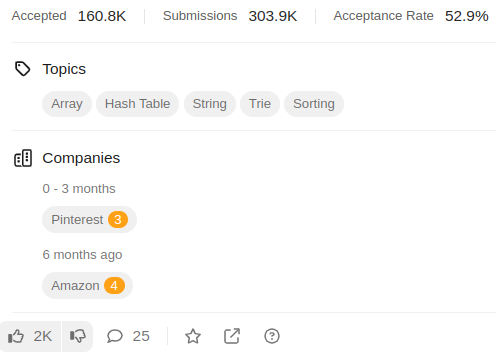 Accepted 160.8K Submissions 303.9K Acceptance Rate 52.9%
Topics
Array Hash Table String Trie Sorting
Companies
0 - 3 months
Pinterest 3
6 months ago
Amazon 4
2K 25